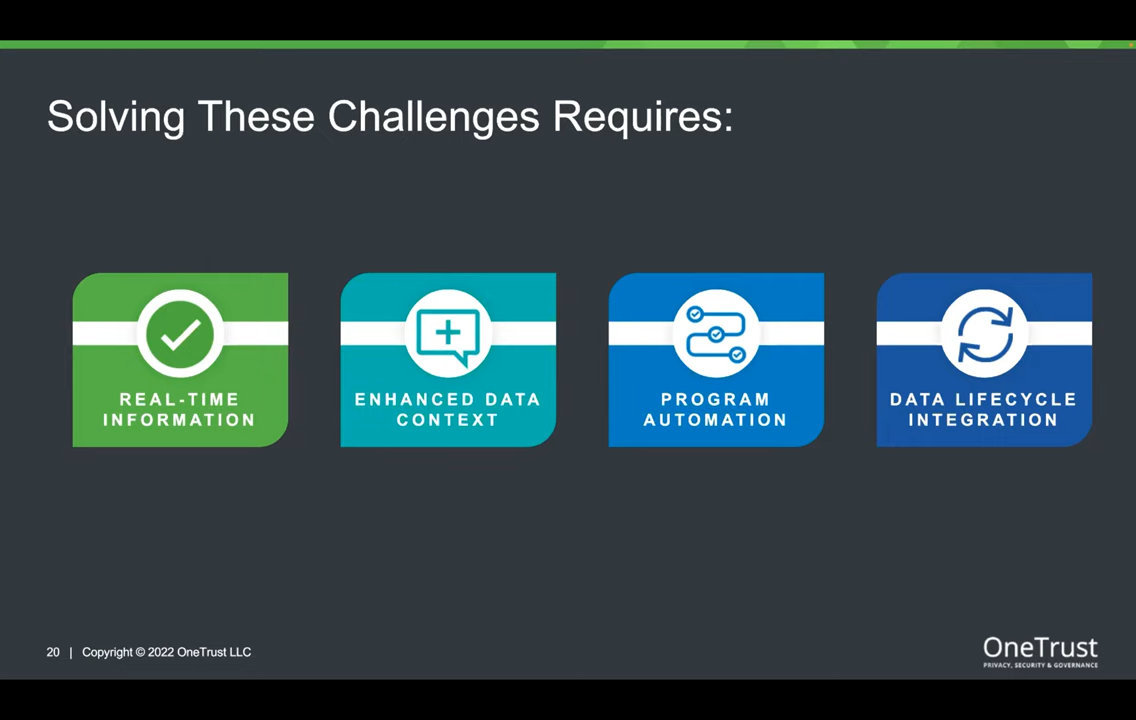 Solving These Challenges Requires:
REAL-TIME
INFORMATION
ENHANCED DATA
CONTEXT
PROGRAM
AUTOMATION
DATA LIFECYCLE
INTEGRATION
20 | Copyright © 2022 OneTrust LLC
OneTrust
PRIVACY, SECURITY & GOVERNANCE